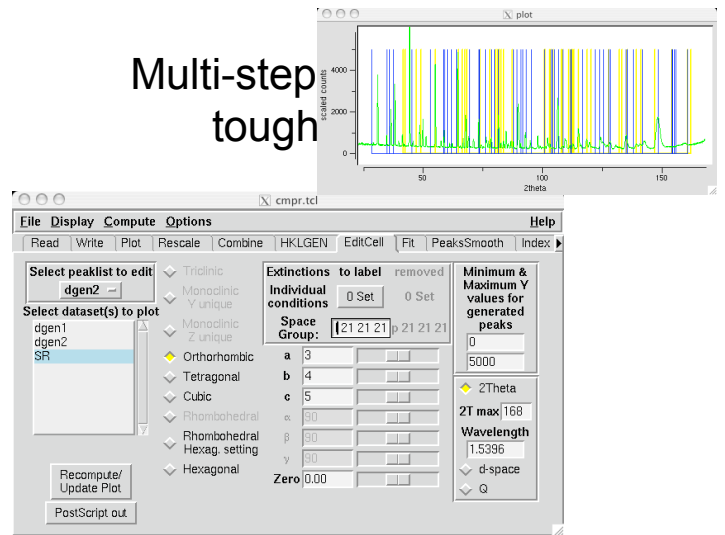 X plot
Multi-step
tough
scaled counts
4000
2000
0
50 100 150
2theta
X cmpr.tcl
File Display Compute Options Help
Read Write Plot Rescale Combine HKLGEN EditCell Fit PeaksSmooth Index
Select peaklist to edit
dgen2
Select dataset(s) to plot
dgen1
dgen2
SR
Recompute/
Update Plot
PostScript out
Triclinic
Monoclinic
Y unique
Monoclinic
Z unique
Orthorhombic
Tetragonal
Cubic
Rhombohedral
Rhombohedral
Hexag. setting
Hexagonal
Extinctions to label removed
Individual
conditions 0 Set 0 Set
Space
Group: 21 21 21 p 21 21 21
a 3
b 4
c 5
α 90
β 90
γ 90
Zero 0.00
Minimum &
Maximum Y
values for
generated
peaks
0
5000
2Theta
2T max 168
Wavelength
1.5396
d-space
Q